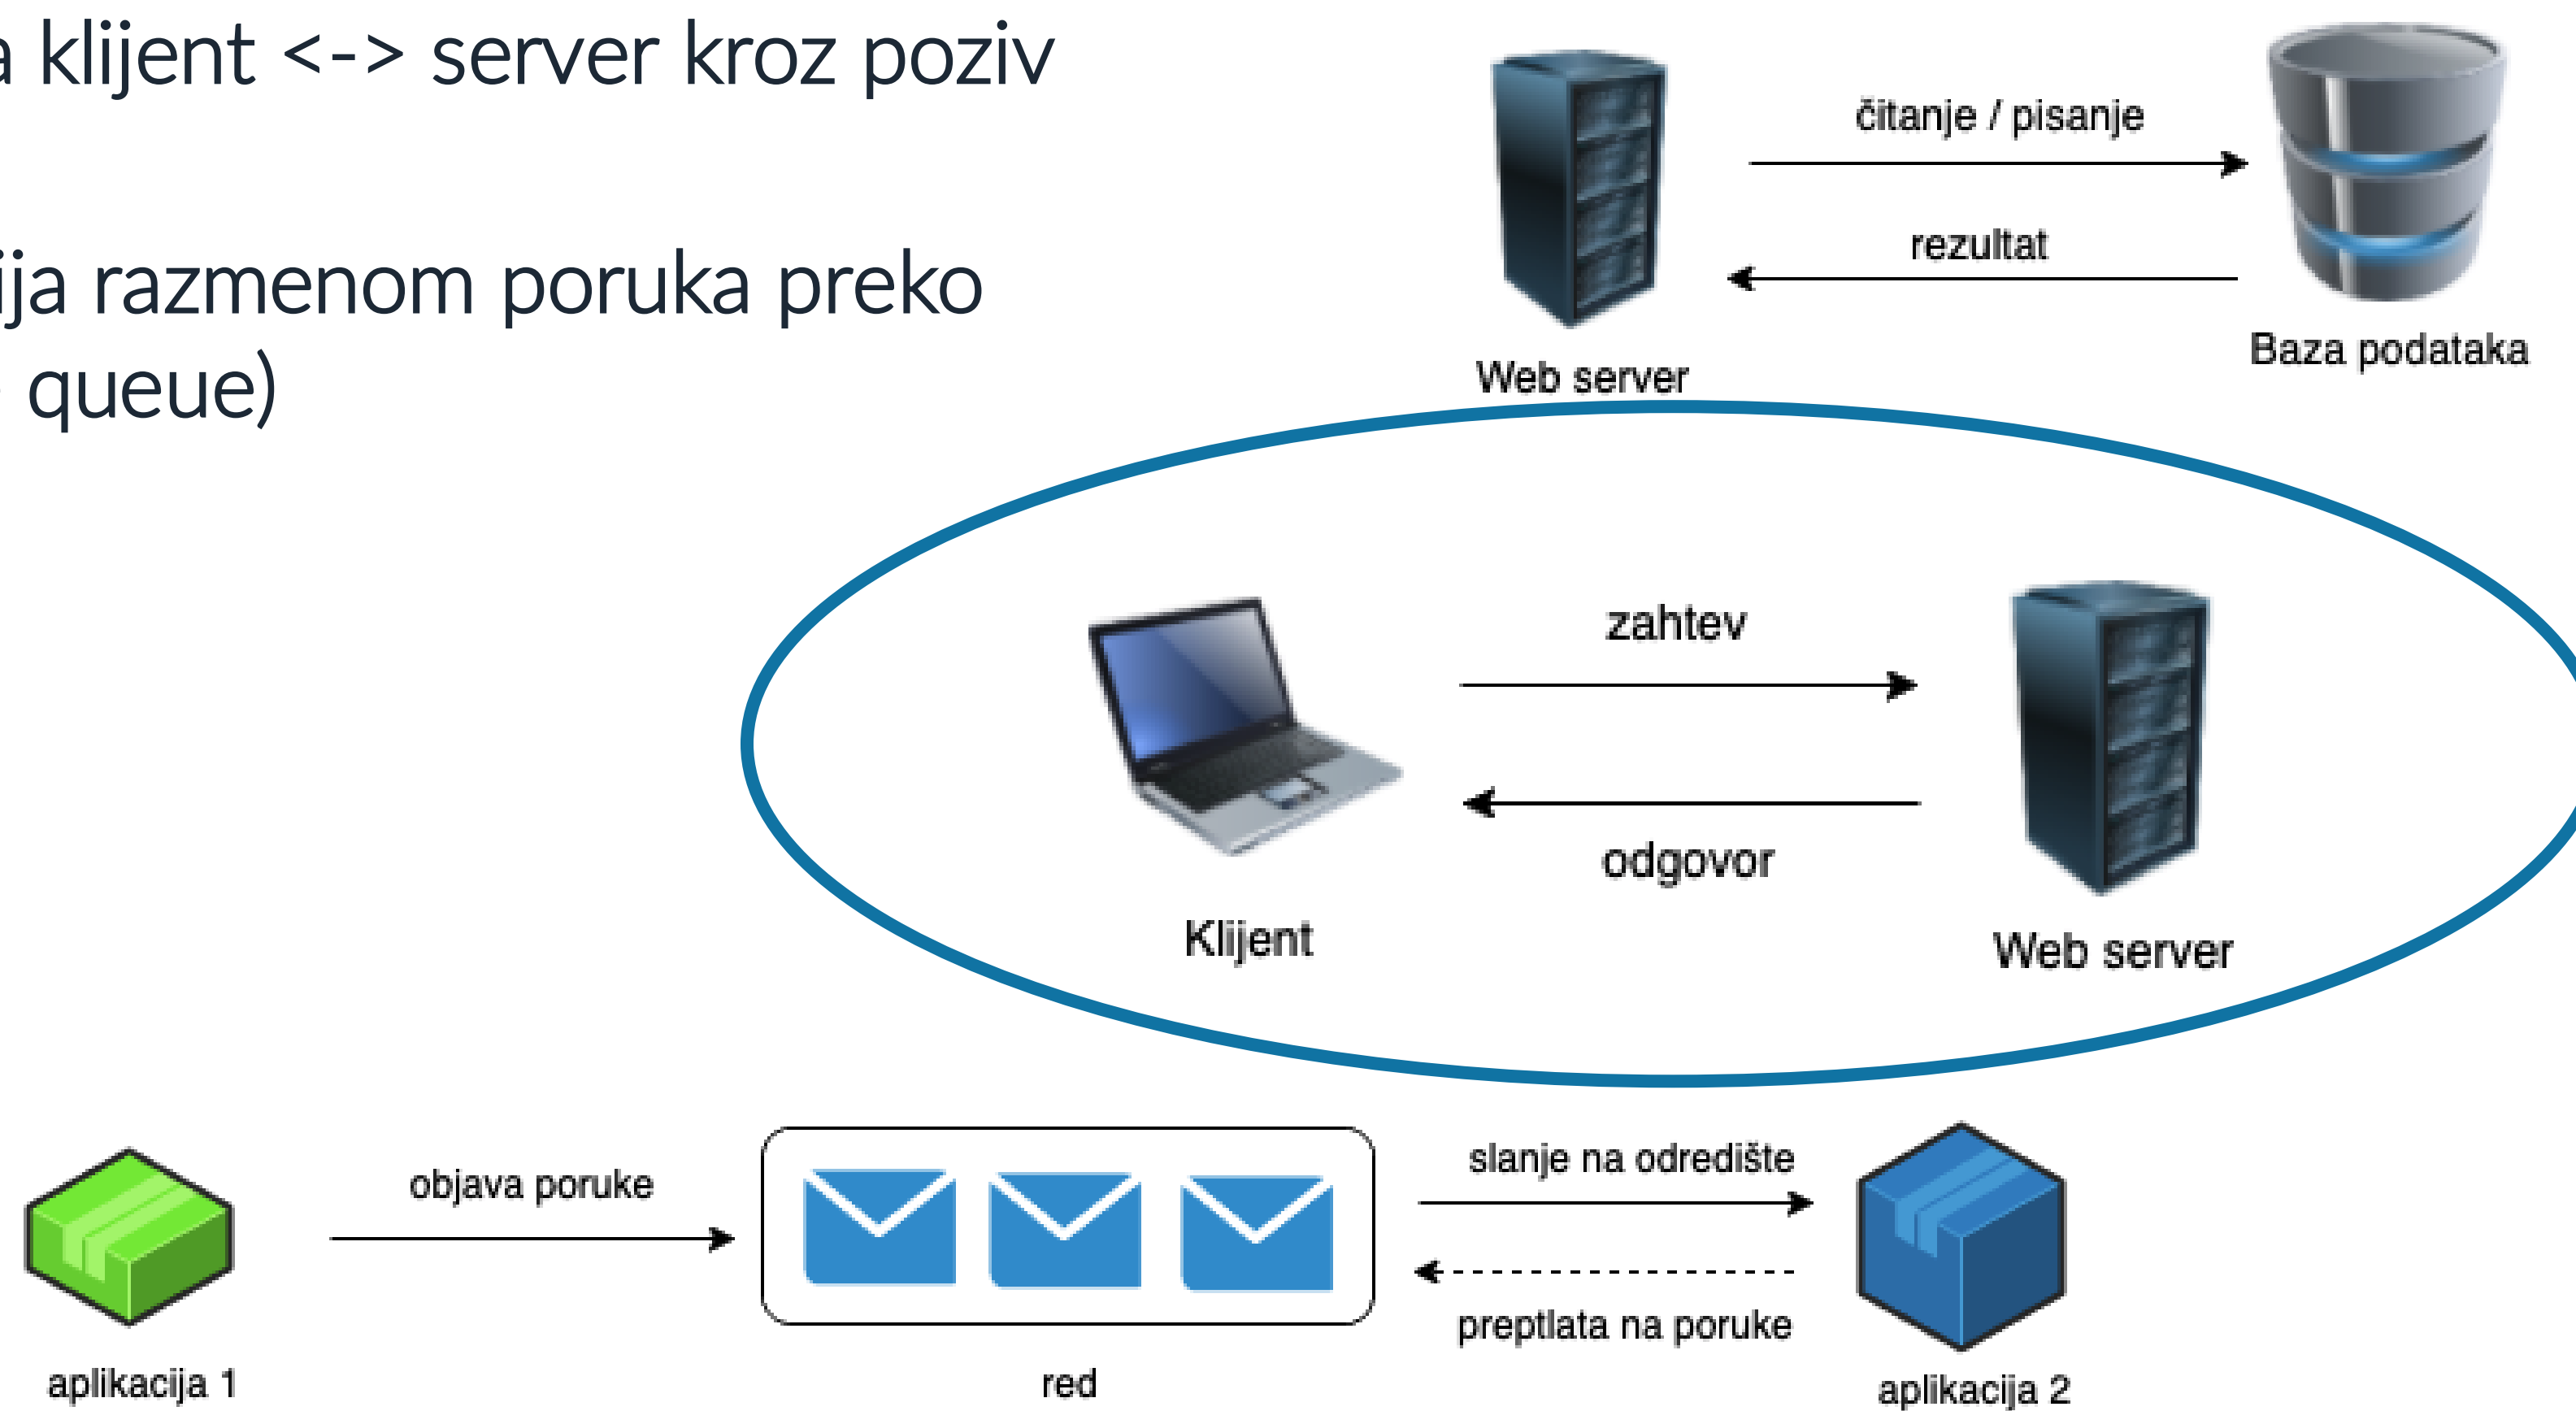 klijent <-> server kroz poziv
razmenom poruka preko
queue)
čitanje / pisanje
rezultat
Web server
Baza podataka
zahtev
odgovor
Klijent
Web server
objava poruke
slanje na odredište
preptlata na poruke
aplikacija 1
red
aplikacija 2